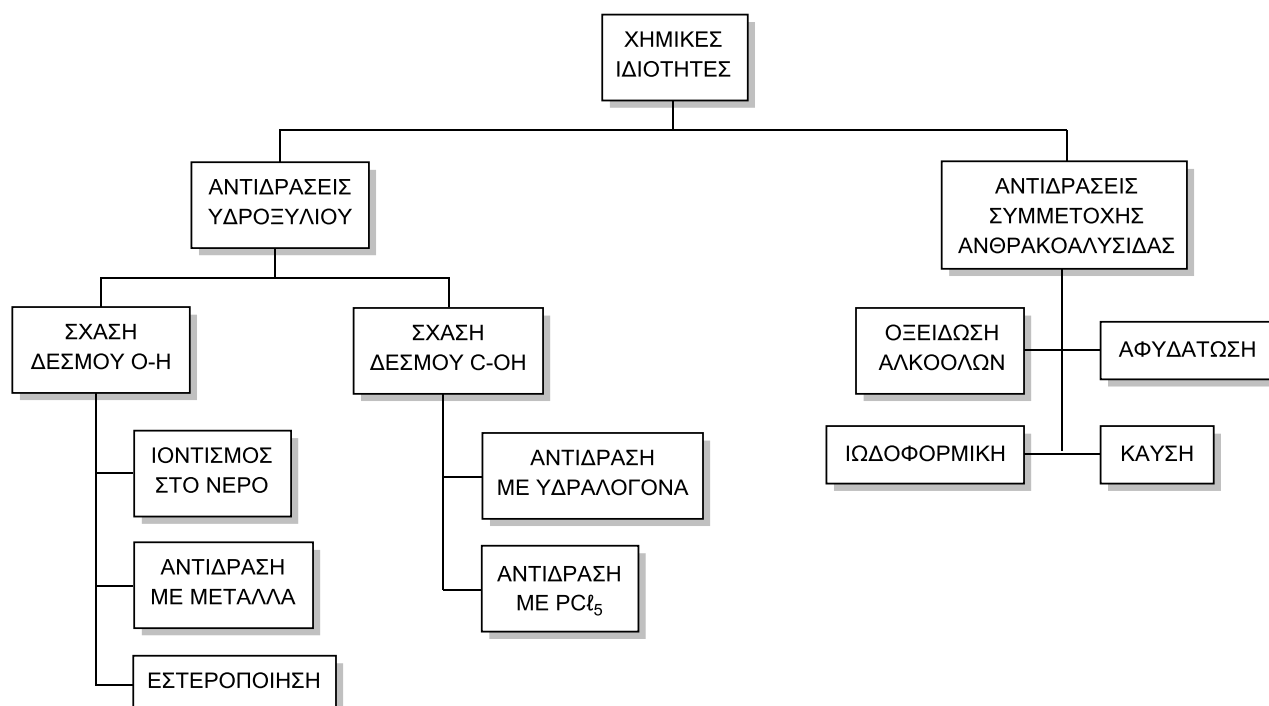 ΧΗΜΙΚΕΣ
ΙΔΙΟΤΗΤΕΣ
ΑΝΤΙΔΡΑΣΕΙΣ
ΥΔΡΟΞΥΛΙΟΥ
ΑΝΤΙΔΡΑΣΕΙΣ
ΣΥΜΜΕΤΟΧΗΣ
ΑΝΘΡΑΚΟΑΛΥΣΙΔΑΣ
ΣΧΑΣΗ
ΔΕΣΜΟΥ Ο-Η
ΣΧΑΣΗ
ΔΕΣΜΟΥ C-OH
ΟΞΕΙΔΩΣΗ
ΑΛΚΟΟΛΩΝ
ΑΦΥΔΑΤΩΣΗ
ΙΟΝΤΙΣΜΟΣ
ΣΤΟ ΝΕΡΟ
ΑΝΤΙΔΡΑΣΗ
ΜΕ ΥΔΡΑΛΟΓΟΝΑ
ΙΩΔΟΦΟΡΜΙΚΗ
ΚΑΥΣΗ
ΑΝΤΙΔΡΑΣΗ
ΜΕ ΜΕΤΑΛΛΑ
ΑΝΤΙΔΡΑΣΗ
ΜΕ PCℓ₅
ΕΣΤΕΡΟΠΟΙΗΣΗ